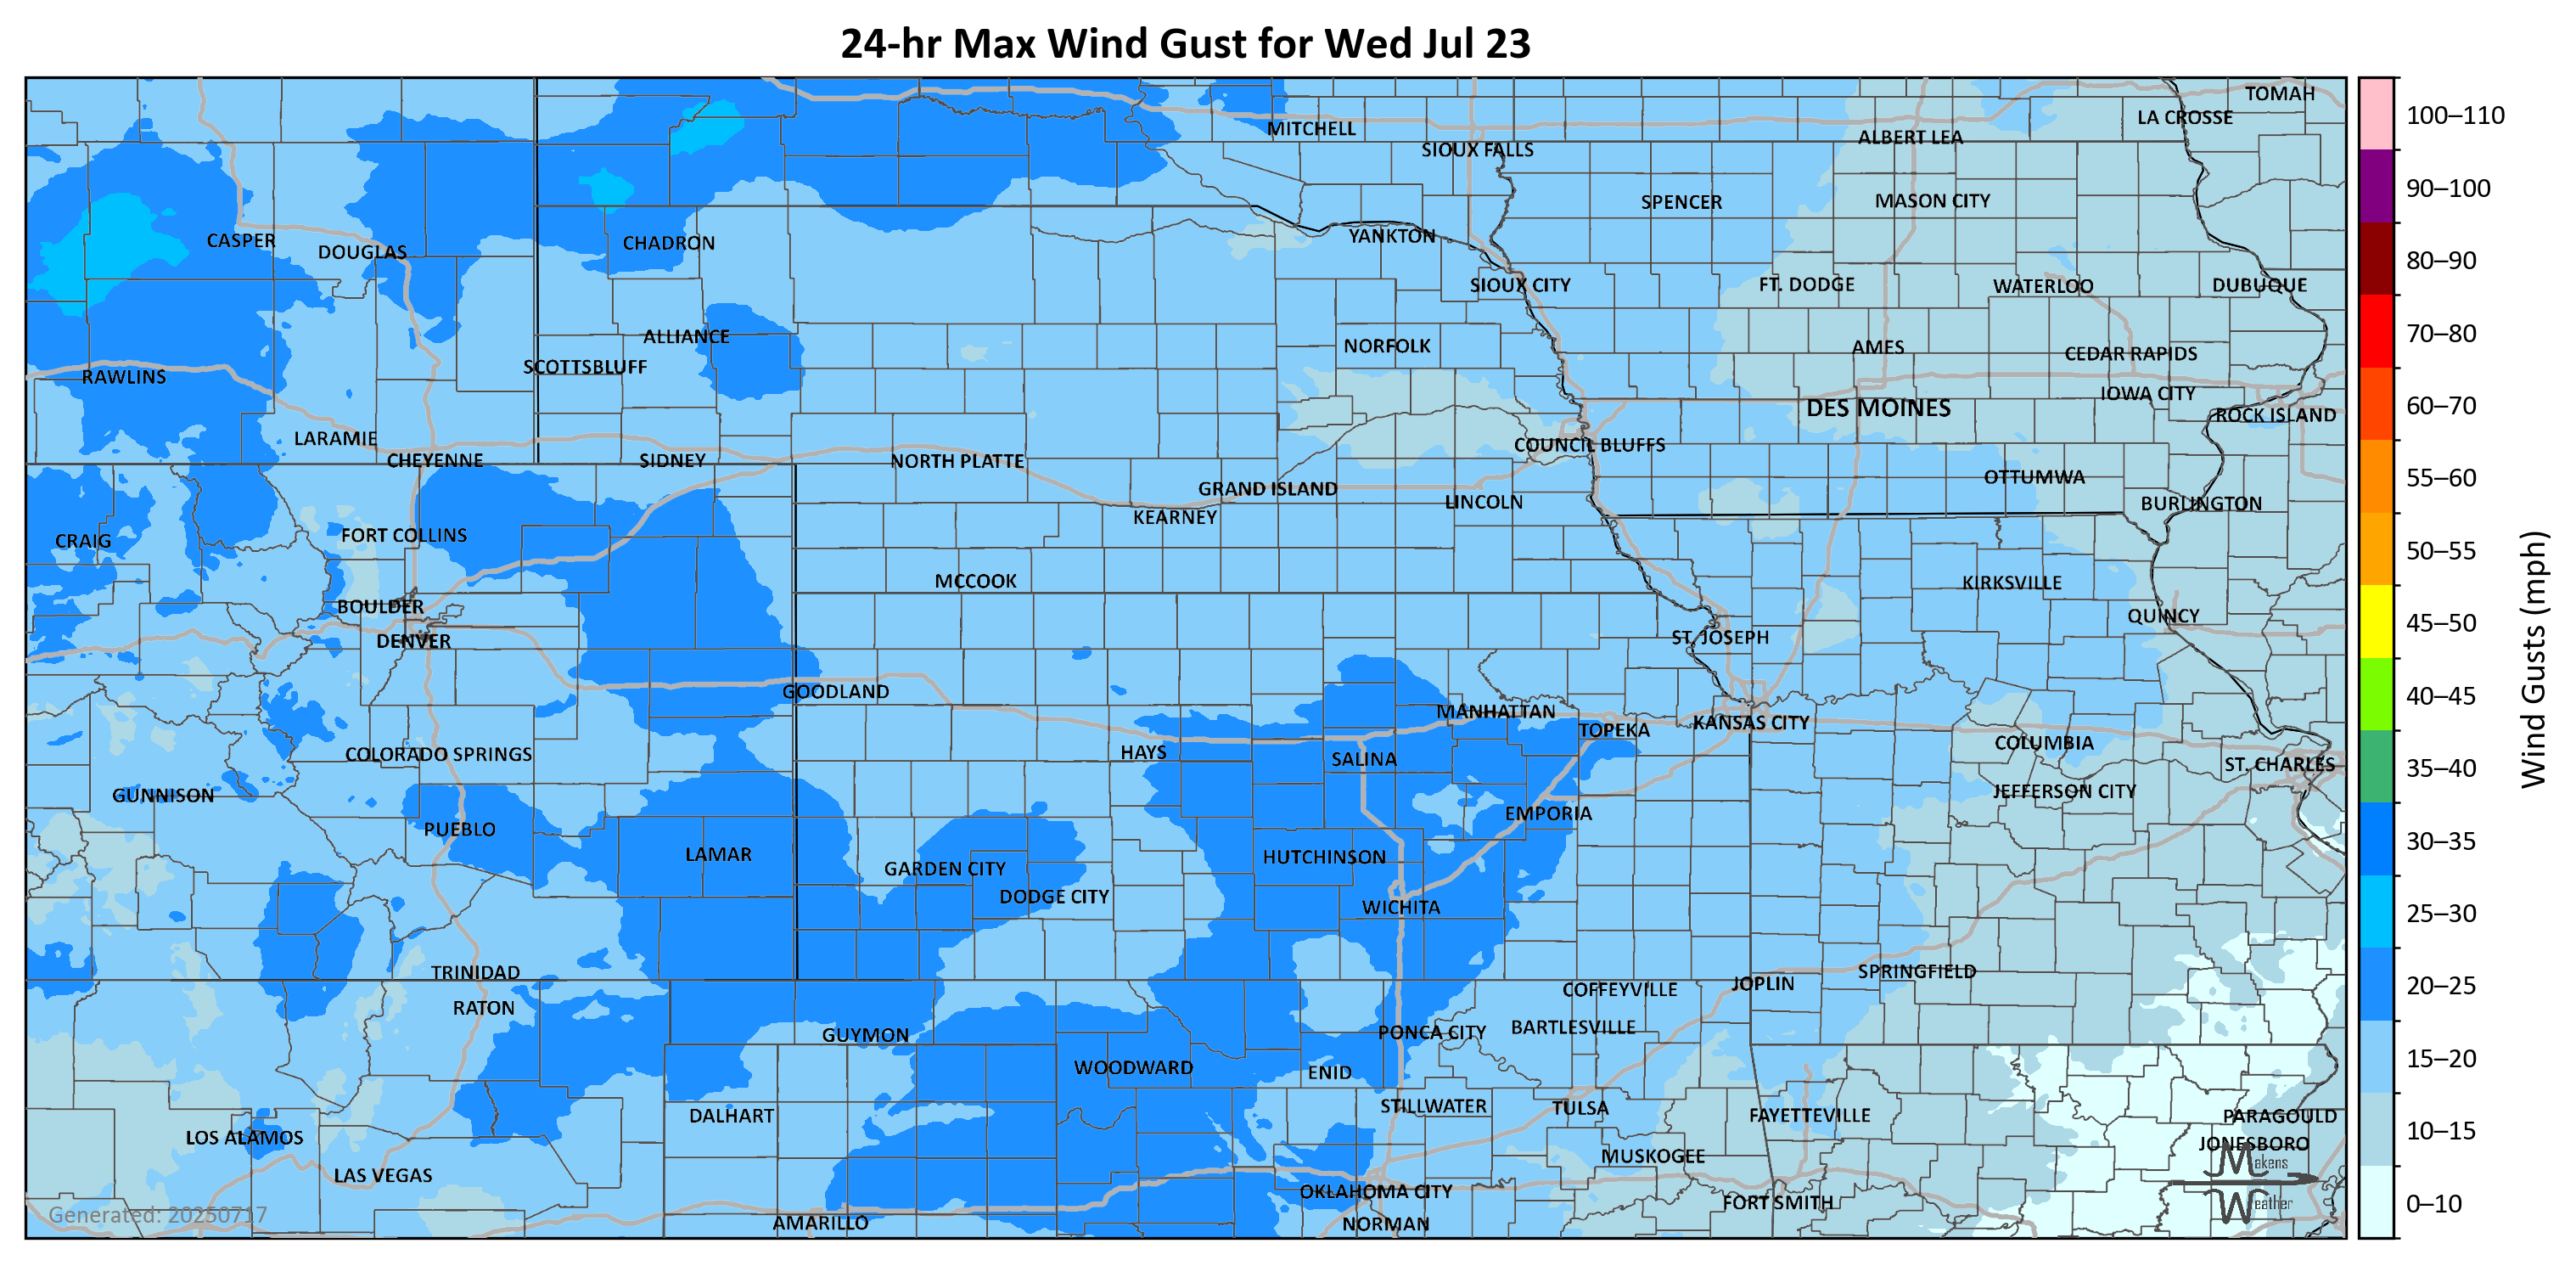 24-hr Max Wind Gust for Wed Jul 23
TOMAH
LA CROSSE
MITCHELL
ALBERT LEA
SIOUX FALLS
SPENCER
MASON CITY
CASPER
DOUGLAS
CHADRON
YANKTON
SIOUX CITY
FT. DODGE
WATERLOO
DUBUQUE
ALLIANCE
NORFOLK
AMES
CEDAR RAPIDS
SCOTTSBLUFF
RAWLINS
IOWA CITY
DES MOINES
ROCK ISLAND
LARAMIE
COUNCIL BLUFFS
CHEYENNE
SIDNEY
NORTH PLATTE
OTTUMWA
GRAND ISLAND
LINCOLN
BURLINGTON
KEARNEY
FORT COLLINS
CRAIG
MCCOOK
KIRKSVILLE
BOULDER
QUINCY
DENVER
ST. JOSEPH
GOODLAND
MANHATTAN
KANSAS CITY
TOPEKA
COLUMBIA
COLORADO SPRINGS
HAYS
SALINA
ST. CHARLES
GUNNISON
JEFFERSON CITY
EMPORIA
PUEBLO
LAMAR
HUTCHINSON
GARDEN CITY
DODGE CITY
WICHITA
TRINIDAD
SPRINGFIELD
JOPLIN
COFFEYVILLE
RATON
BARTLESVILLE
GUYMON
PONCA CITY
WOODWARD
ENID
STILLWATER
TULSA
DALHART
FAYETTEVILLE
PARAGOULD
LOS ALAMOS
JONESBORO
MUSKOGEE
LAS VEGAS
OKLAHOMA CITY
FORT SMITH
AMARILLO
NORMAN
Generated: 20250717
Makens
Weather
100–110
90–100
80–90
70–80
60–70
55–60
50–55
45–50
40–45
35–40
30–35
25–30
20–25
15–20
10–15
0–10
Wind Gusts (mph)